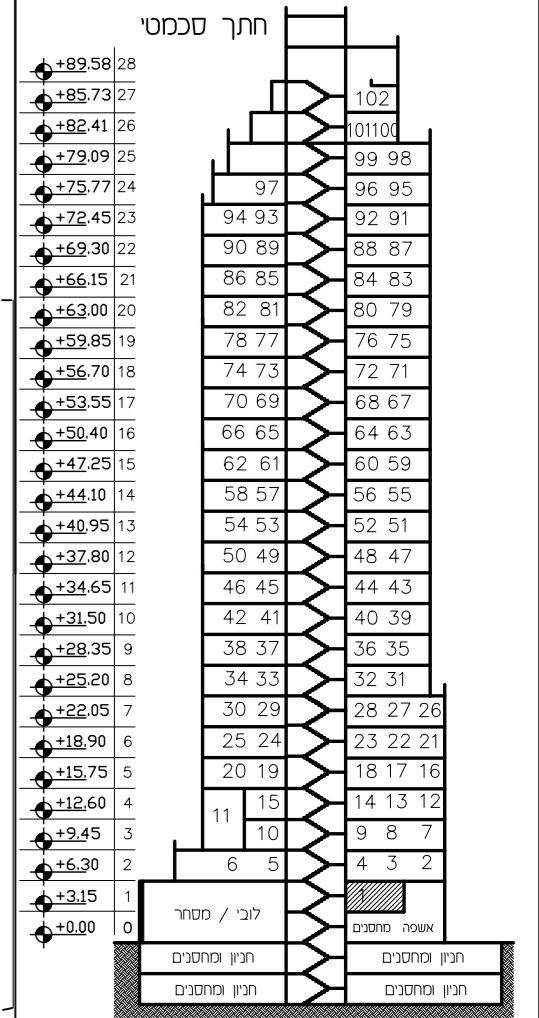 חתך סכמטי
+89.58 28
+85.73 27 102
+82.41 26 101 100
+79.09 25 99 98
+75.77 24 97 96 95
+72.45 23 94 93 92 91
+69.30 22 90 89 88 87
+66.15 21 86 85 84 83
+63.00 20 82 81 80 79
+59.85 19 78 77 76 75
+56.70 18 74 73 72 71
+53.55 17 70 69 68 67
+50.40 16 66 65 64 63
+47.25 15 62 61 60 59
+44.10 14 58 57 56 55
+40.95 13 54 53 52 51
+37.80 12 50 49 48 47
+34.65 11 46 45 44 43
+31.50 10 42 41 40 39
+28.35 9 38 37 36 35
+25.20 8 34 33 32 31
+22.05 7 30 29 28 27 26
+18.90 6 25 24 23 22 21
+15.75 5 20 19 18 17 16
+12.60 4 11 15 14 13 12
+9.45 3 10 9 8 7
+6.30 2 6 5 4 3 2
+3.15 1 1
לובי / מסחר
+0.00 0 אשפה מחסנים
חניון ומחסנים חניון ומחסנים
חניון ומחסנים חניון ומחסנים